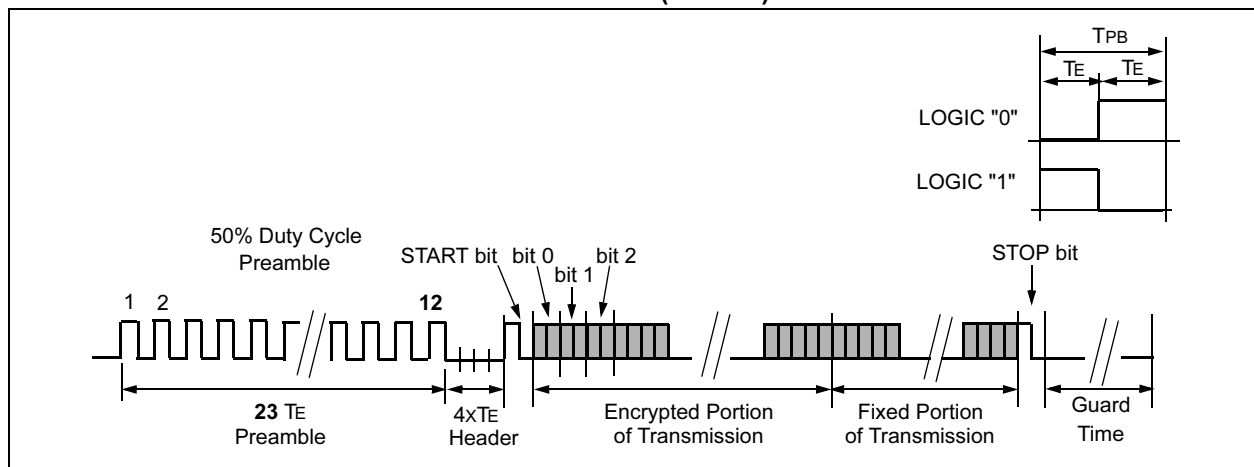 TPB
TE TE
LOGIC "0"
LOGIC "1"
50% Duty Cycle
Preamble
START bit bit 0 bit 2
bit 1
STOP bit
1 2 12
23 TE
Preamble
4XTE
Header
Encrypted Portion
of Transmission
Fixed Portion
of Transmission
Guard
Time